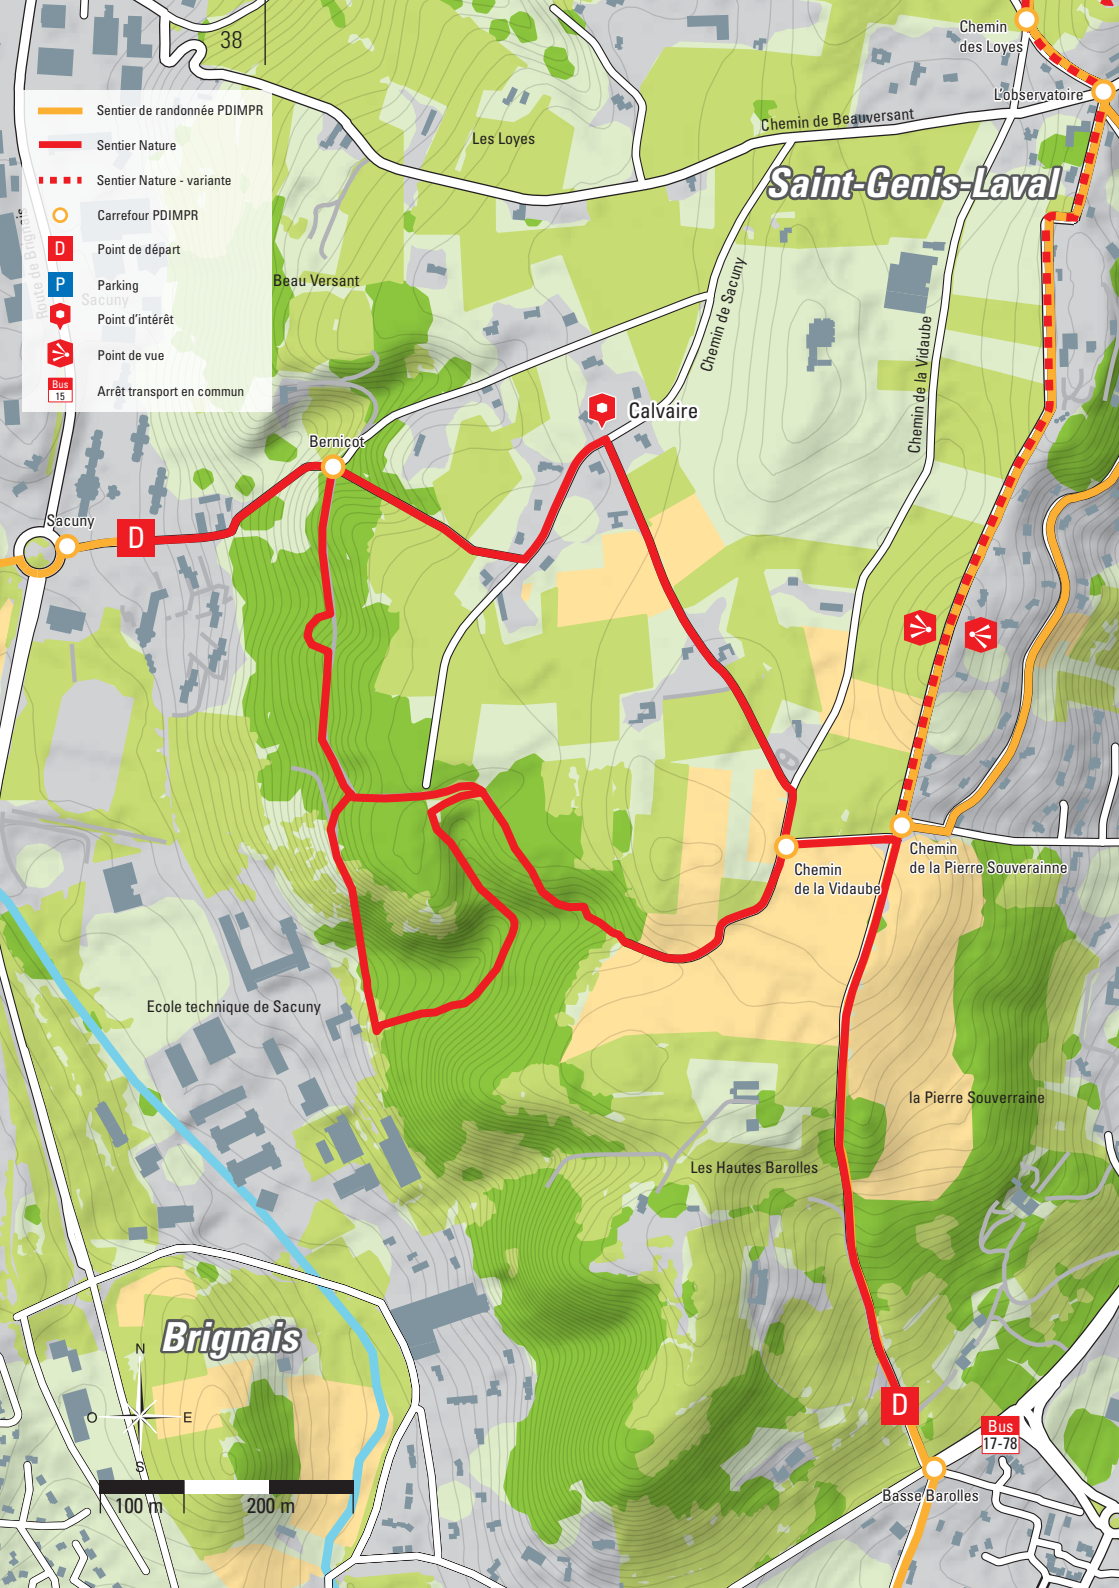 38
Chemin
des Loyes
L'observatoire
Chemin de Beauversant
Les Loyes
Saint-Genis-Laval
Sentier de randonnée PDIMPR
Sentier Nature
Sentier Nature - variante
Carrefour PDIMPR
D
Point de départ
P
Parking
Point d'intérêt
Point de vue
Bus
15
Arrêt transport en commun
Route de Brignais
Sacuny
Beau Versant
Chemin de Sacuny
Chemin de la Vidaube
Calvaire
Bernicot
Sacuny
D
Chemin
de la Pierre Souverainne
Chemin
de la Vidaube
Ecole technique de Sacuny
la Pierre Souverraine
Les Hautes Barolles
Brignais
N
O
E
S
100 m
200 m
D
Bus
17-78
Basse Barolles